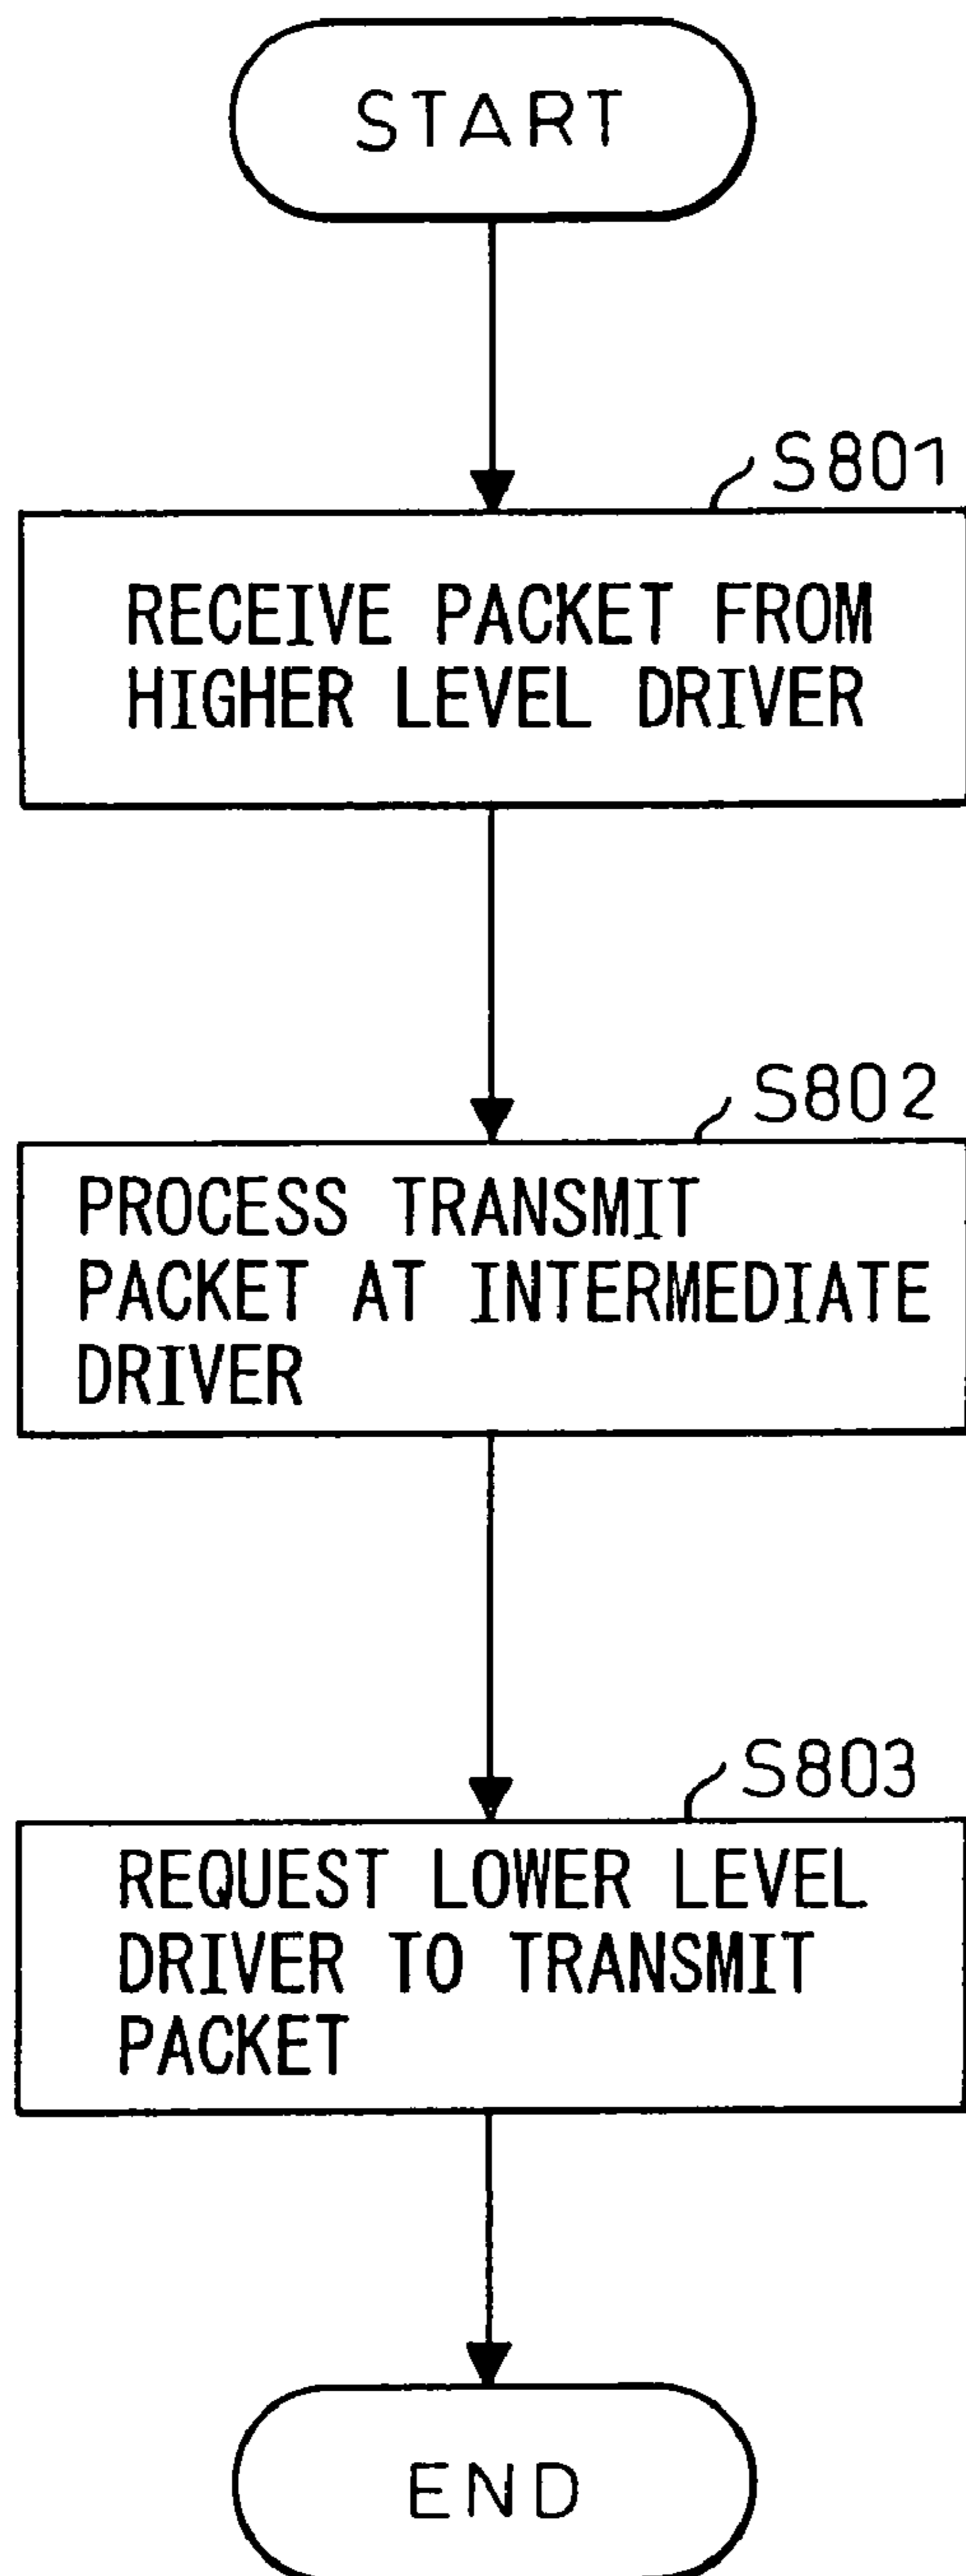 START
S801
RECEIVE PACKET FROM
HIGHER LEVEL DRIVER
S802
PROCESS TRANSMIT
PACKET AT INTERMEDIATE
DRIVER
S803
REQUEST LOWER LEVEL
DRIVER TO TRANSMIT
PACKET
END